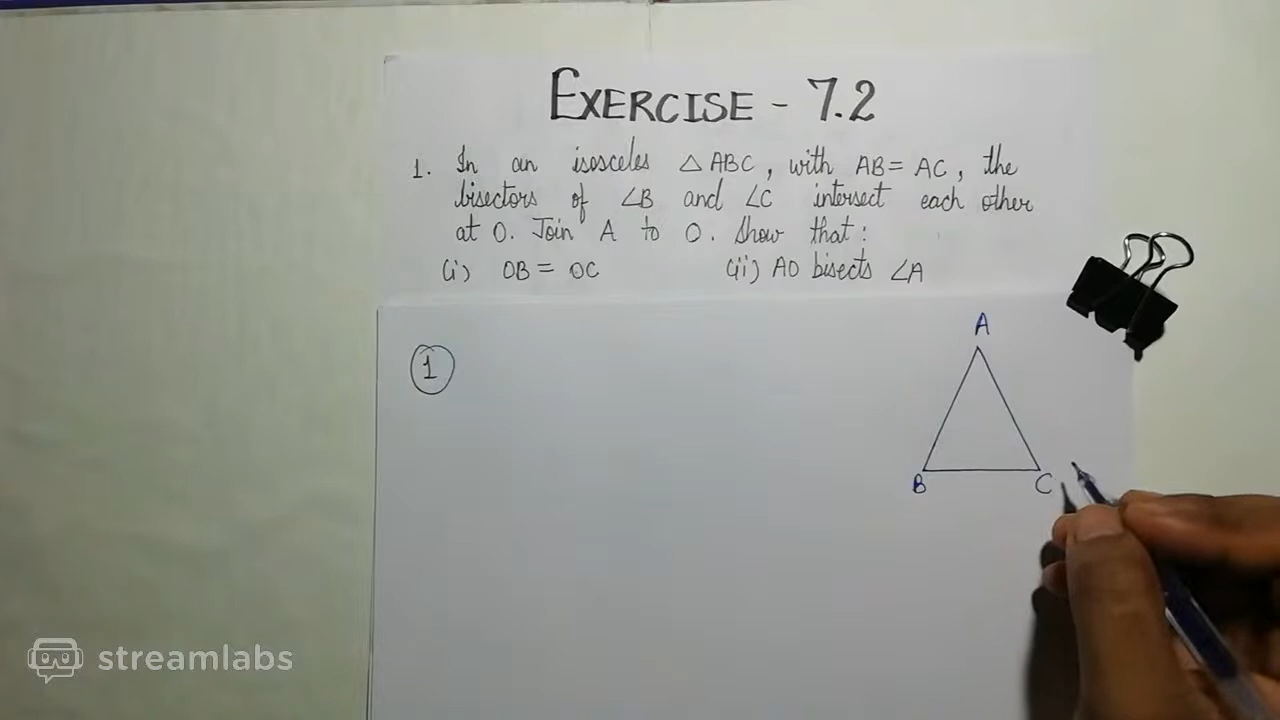 EXERCISE - 7.2
1. In an isosceles △ ABC, with AB = AC, the
bisectors of ∠B and ∠C intersect each other
at O. Join A to O. Show that:
(i) OB = OC (ii) AO bisects ∠A
A
1
B C
streamlabs